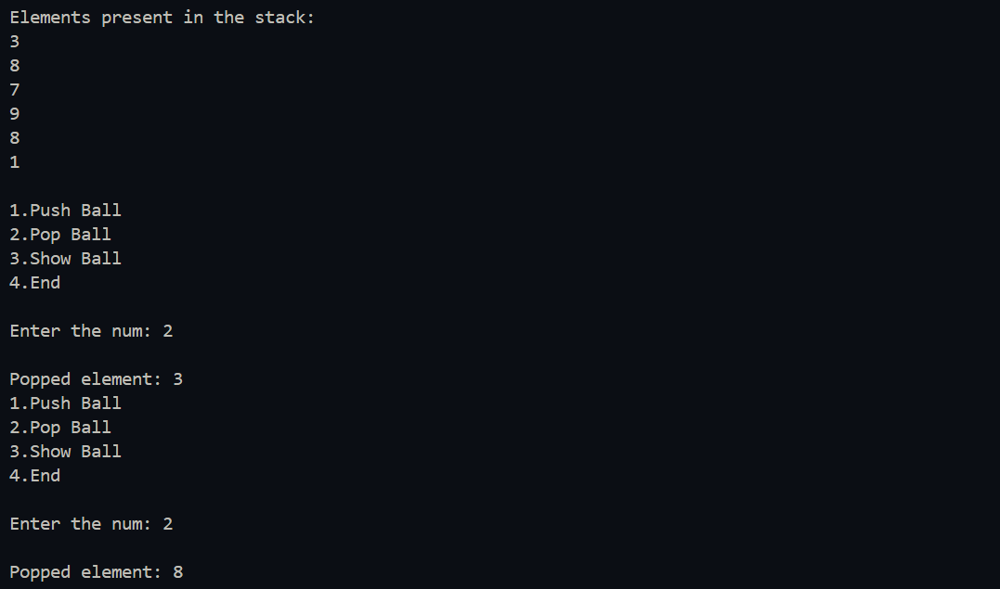 Elements present in the stack:
3
8
7
9
8
1
1.Push Ball
2.Pop Ball
3.Show Ball
4.End
Enter the num: 2
Popped element: 3
1.Push Ball
2.Pop Ball
3.Show Ball
4.End
Enter the num: 2
Popped element: 8